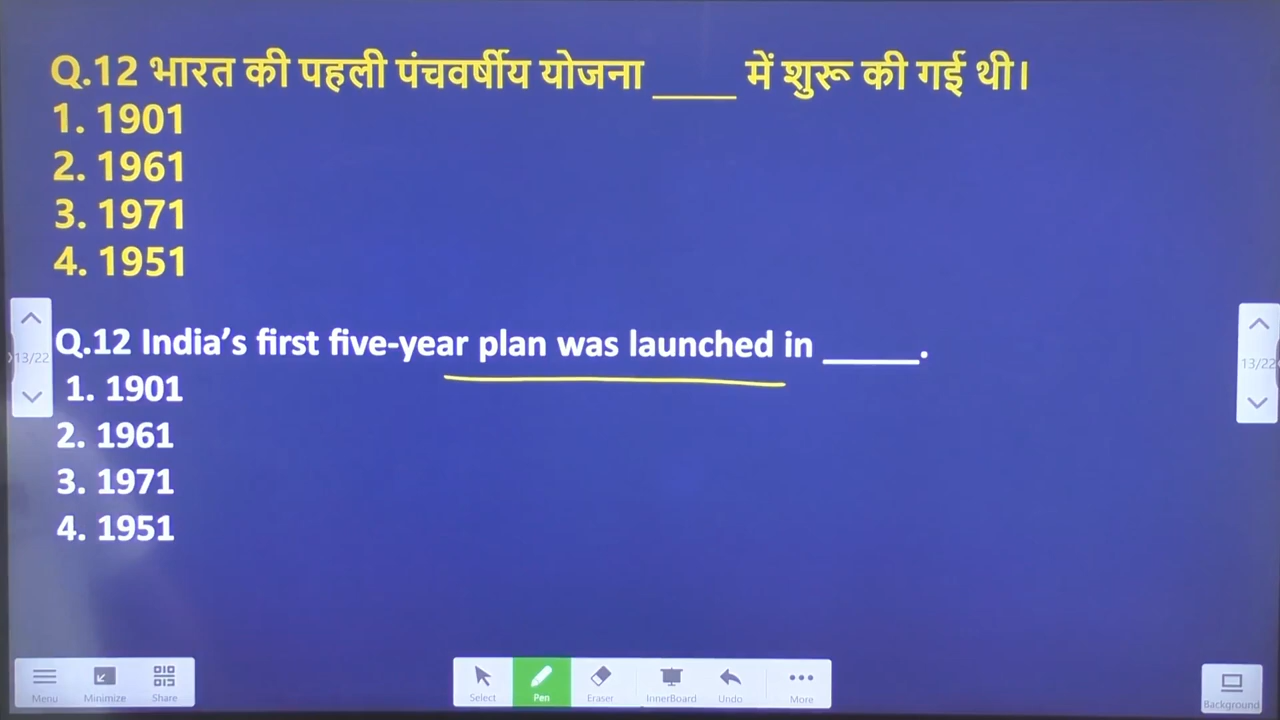 Q.12 भारत की पहली पंचवर्षीय योजना _____ में शुरू की गई थी।
1. 1901
2. 1961
3. 1971
4. 1951
Q.12 India’s first five-year plan was launched in ______.
1. 1901
2. 1961
3. 1971
4. 1951
13/22
13/22
Menu
Minimize
Share
Select
Pen
Eraser
InnerBoard
Undo
More
Background